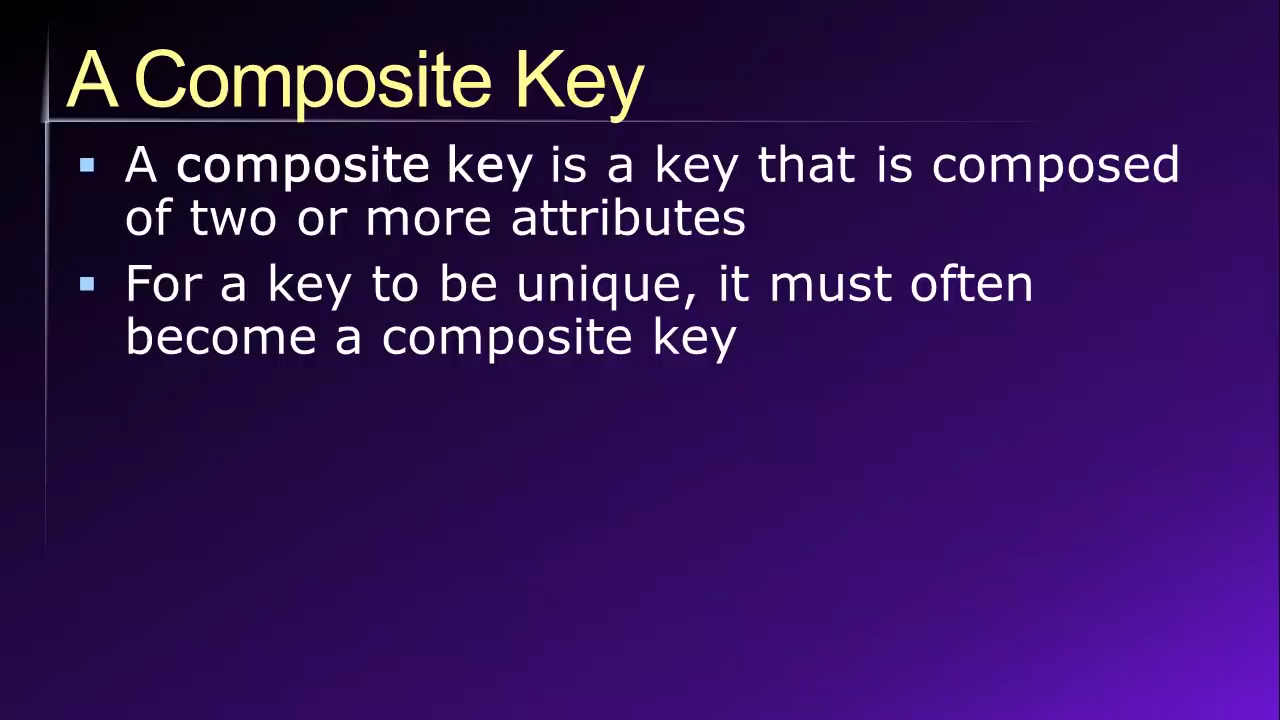 A Composite Key
A composite key is a key that is composed
of two or more attributes
For a key to be unique, it must often
become a composite key